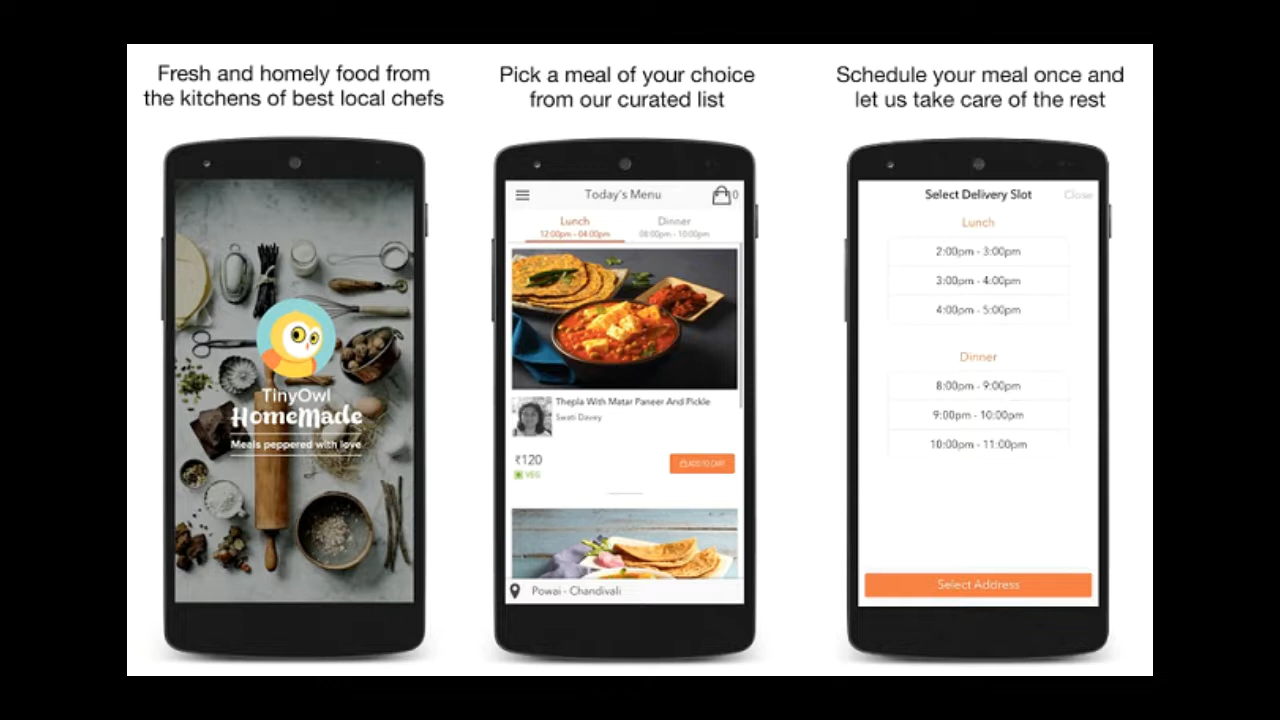 Fresh and homely food from
the kitchens of best local chefs
TinyOwl
HomeMade
Meals peppered with love
Pick a meal of your choice
from our curated list
Today's Menu
0
Lunch
12:00pm - 04:00pm
Dinner
08:00pm - 10:00pm
Thepla With Matar Paneer And Pickle
Swati Davey
₹120
VEG
ADD TO CART
Powai - Chandivali
Schedule your meal once and
let us take care of the rest
Select Delivery Slot
Close
Lunch
2:00pm - 3:00pm
3:00pm - 4:00pm
4:00pm - 5:00pm
Dinner
8:00pm - 9:00pm
9:00pm - 10:00pm
10:00pm - 11:00pm
Select Address